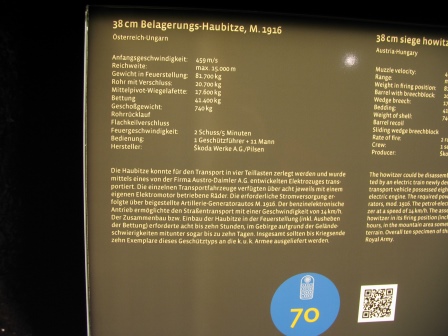 38 cm Belagerungs-Haubitze, M. 1916
Österreich-Ungarn
Anfangsgeschwindigkeit: 459 m/s
Reichweite: max. 15.000 m
Gewicht in Feuerstellung: 81.700 kg
Rohr mit Verschluss: 20.700 kg
Mittelpivot-Wiegelafette: 17.600 kg
Bettung 41.400 kg
Geschoßgewicht: 740 kg
Rohrrücklauf
Flachkeilverschluss
Feuergeschwindigkeit: 2 Schuss/5 Minuten
Bedienung: 1 Geschützführer + 11 Mann
Hersteller: Škoda Werke A.G./Pilsen
Die Haubitze konnte für den Transport in vier Teillasten zerlegt werden und wurde
mittels eines von der Firma Austro-Daimler A.G. entwickelten Elektrozuges trans-
portiert. Die einzelnen Transportfahrzeuge verfügten über acht jeweils mit einem
eigenen Elektromotor betriebene Räder. Die erforderliche Stromversorgung er-
folgte über beigestellte Artillerie-Generatorautos M. 1916. Der benzinelektrische
Antrieb ermöglichte den Straßentransport mit einer Geschwindigkeit von 14 km/h.
Der Zusammenbau bzw. Einbau der Haubitze in der Feuerstellung (inkl. Ausheben
der Bettung) erforderte acht bis zehn Stunden, im Gebirge aufgrund der Gelände-
schwierigkeiten mitunter sogar bis zu zehn Tagen. Insgesamt sollten bis Kriegsende
zehn Exemplare dieses Geschütztyps an die k. u. k. Armee ausgeliefert werden.
38 cm siege howitz
Austria-Hungary
Muzzle velocity:
Range:
Weight in firing position:
Barrel with breechblock
Wedge breech:
Bedding:
Weight of shell:
Barrel recoil
Sliding wedge breechblock
Rate of fire:
Crew:
Producer:
The howitzer could be disassemb
ted by an electric train newly de
transport vehicle possessed eigh
electric engine. The required pow
rators, mod. 1916. The petrol-elect
zer at a speed of 14 km/h. The asse
howitzer in its firing position (inclu
hours, in the mountain area some
terrain. Overall ten specimen of th
Royal Army.
70